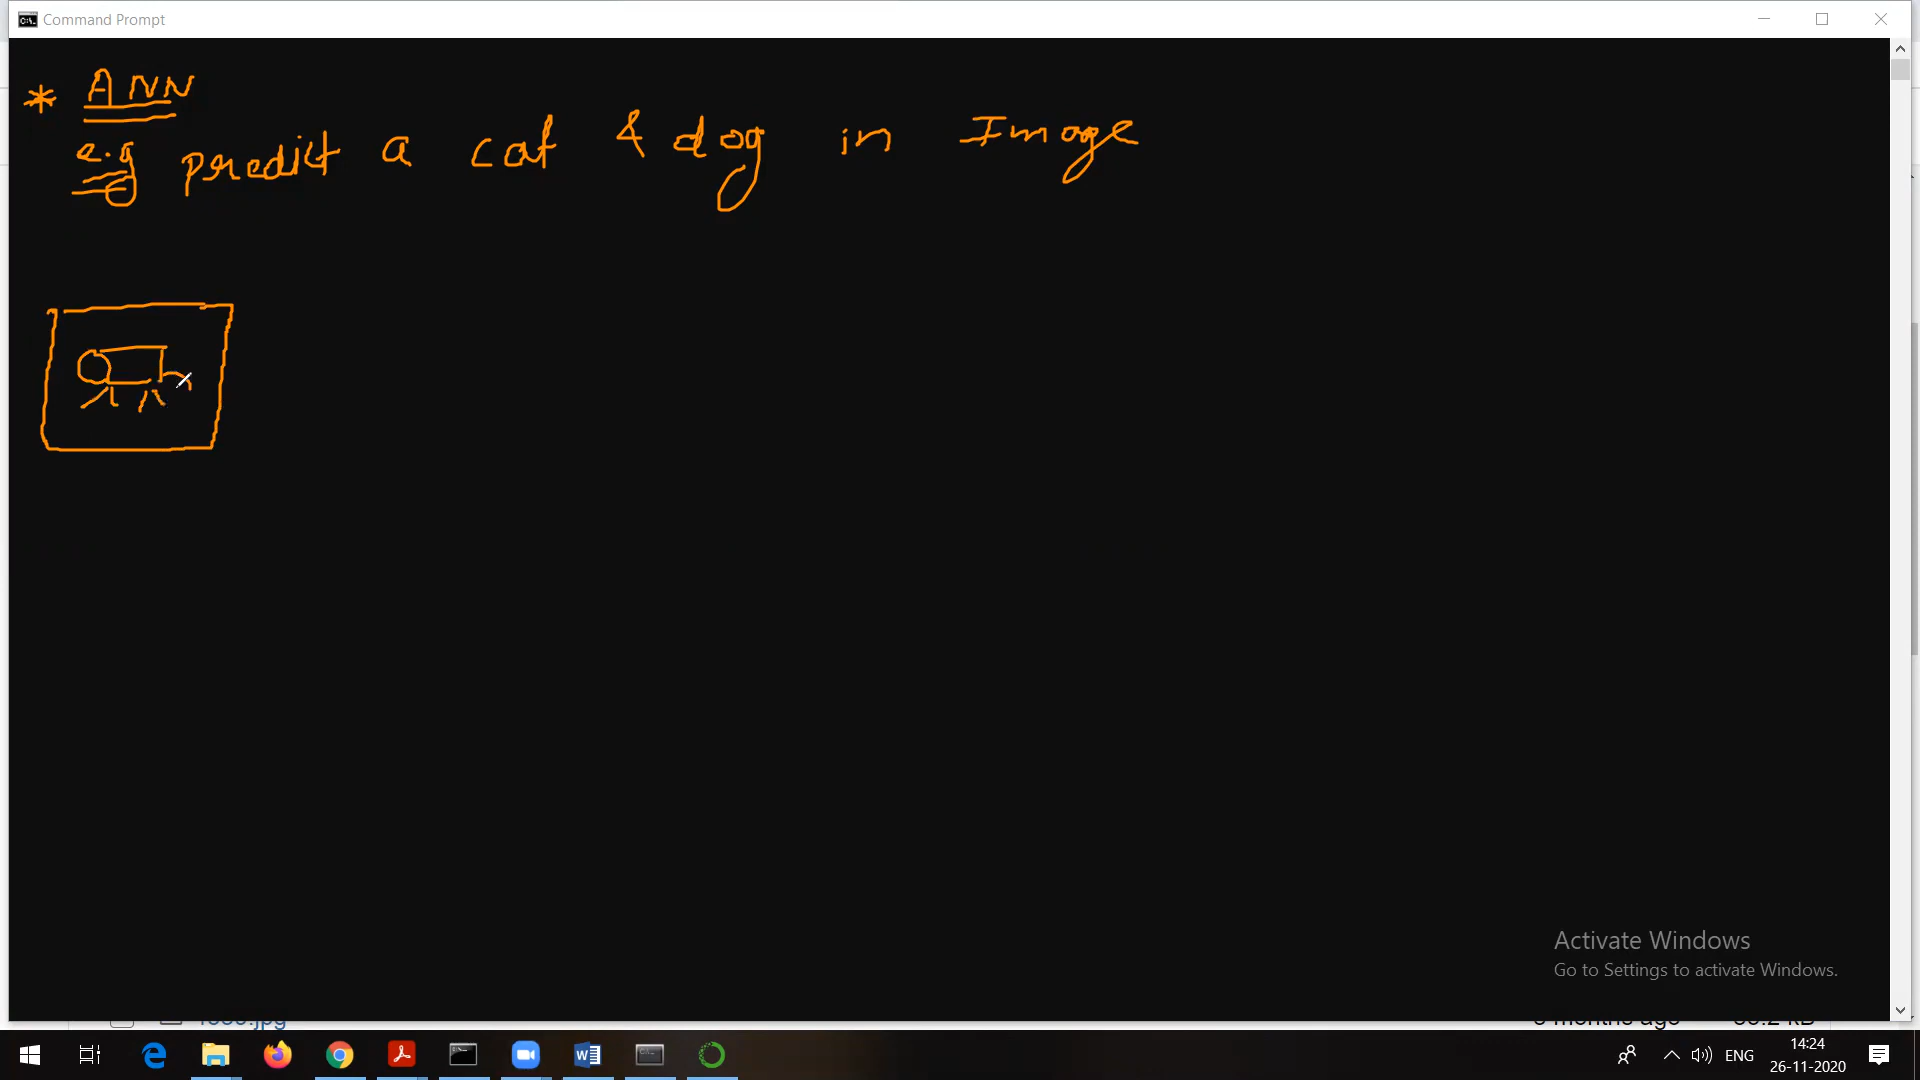 Command Prompt
* ANN
e.g predict a cat & dog in Image
Activate Windows
Go to Settings to activate Windows.
ENG
14:24
26-11-2020